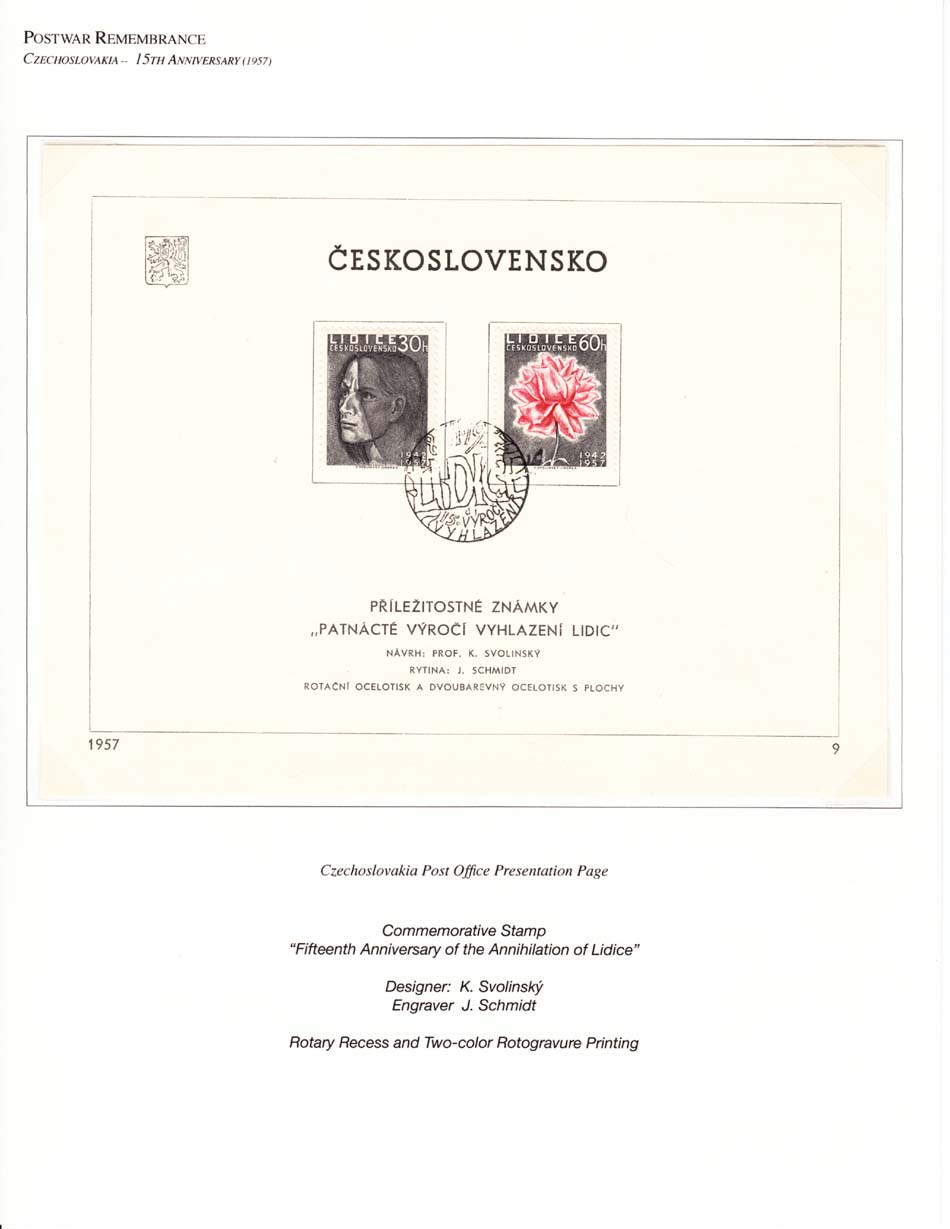 POSTWAR REMEMBRANCE
CZECHOSLOVAKIA -- 15TH ANNIVERSARY (1957)
ČESKOSLOVENSKO
LIDICE
ČESKOSLOVENSKO 30h
1942
1957
LIDICE
ČESKOSLOVENSKO 60h
1942
1957
LIDICE
15. VÝROČÍ
VYHLAZENÍ
PŘÍLEŽITOSTNÉ ZNÁMKY
„PATNÁCTÉ VÝROČÍ VYHLAZENÍ LIDIC“
NÁVRH: PROF. K. SVOLINSKÝ
RYTINA: J. SCHMIDT
ROTAČNÍ OCELOTISK A DVOUBAREVNÝ OCELOTISK S PLOCHY
1957
9
Czechoslovakia Post Office Presentation Page
Commemorative Stamp
“Fifteenth Anniversary of the Annihilation of Lidice”
Designer: K. Svolinský
Engraver J. Schmidt
Rotary Recess and Two-color Rotogravure Printing